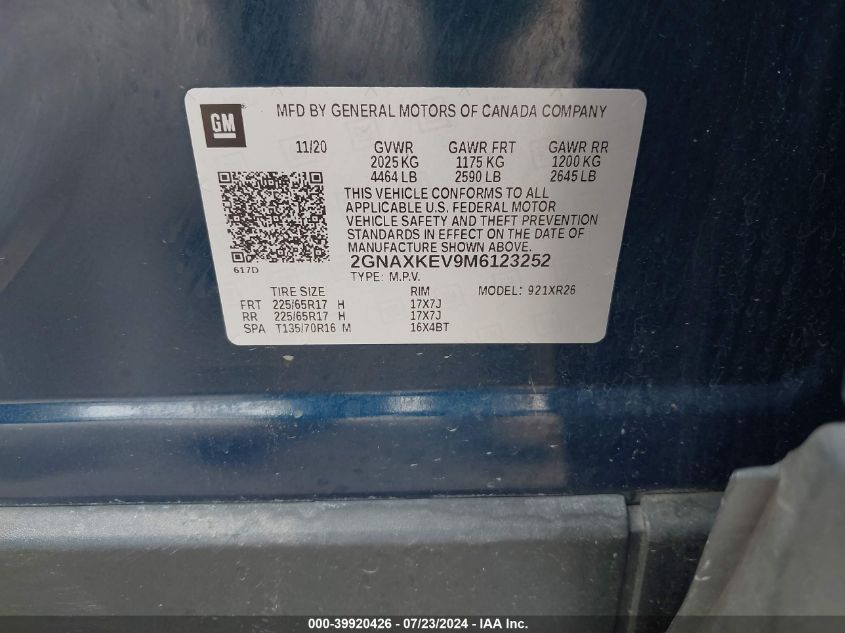 GM
MFD BY GENERAL MOTORS OF CANADA COMPANY
11/20 GVWR GAWR FRT GAWR RR
2025 KG 1175 KG 1200 KG
4464 LB 2590 LB 2645 LB
THIS VEHICLE CONFORMS TO ALL
APPLICABLE U.S. FEDERAL MOTOR
VEHICLE SAFETY AND THEFT PREVENTION
STANDARDS IN EFFECT ON THE DATE OF
MANUFACTURE SHOWN ABOVE.
617D 2GNAXKEV9M6123252
TYPE: M.P.V.
TIRE SIZE RIM MODEL: 921XR26
FRT 225/65R17 H 17X7J
RR 225/65R17 H 17X7J
SPA T135/70R16 M 16X4BT
000-39920426 - 07/23/2024 - IAA Inc.